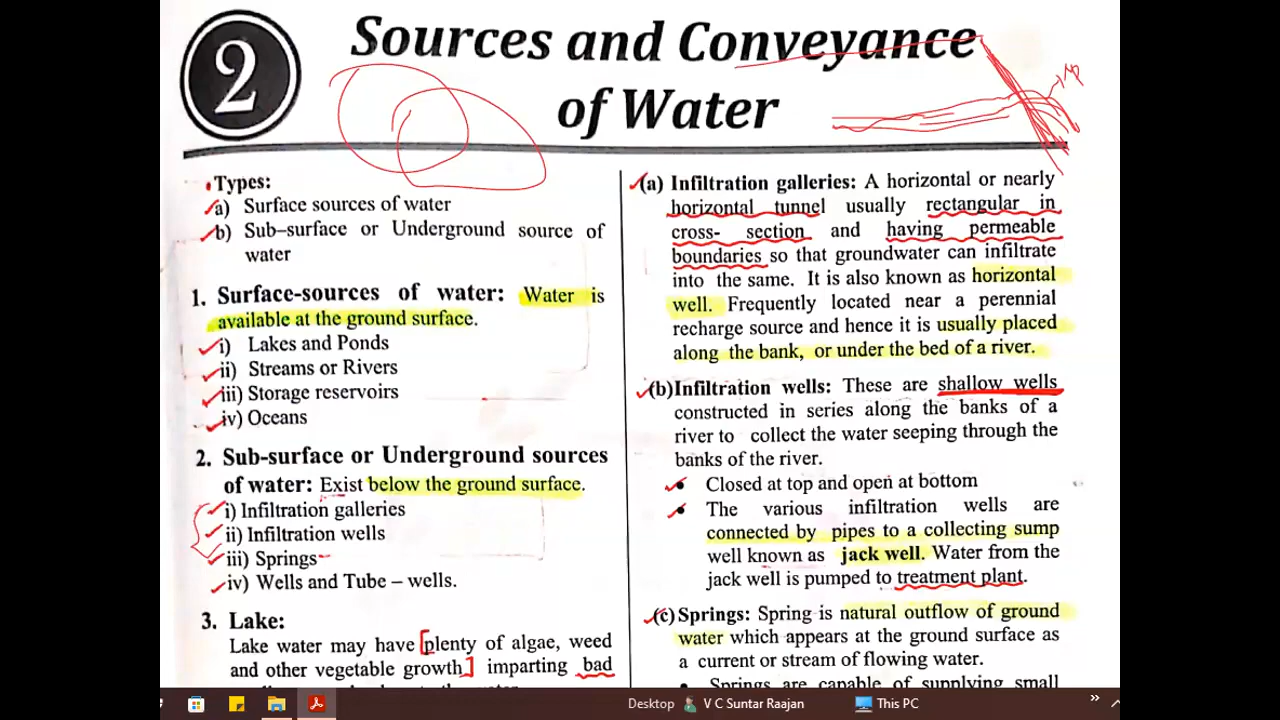 2
Sources and Conveyance
of Water
Types:
a) Surface sources of water
b) Sub-surface or Underground source of
water
1. Surface-sources of water: Water is
available at the ground surface.
i) Lakes and Ponds
ii) Streams or Rivers
iii) Storage reservoirs
iv) Oceans
2. Sub-surface or Underground sources
of water: Exist below the ground surface.
i) Infiltration galleries
ii) Infiltration wells
iii) Springs
iv) Wells and Tube – wells.
3. Lake:
Lake water may have plenty of algae, weed
and other vegetable growth, imparting bad
(a) Infiltration galleries: A horizontal or nearly
horizontal tunnel usually rectangular in
cross- section and having permeable
boundaries so that groundwater can infiltrate
into the same. It is also known as horizontal
well. Frequently located near a perennial
recharge source and hence it is usually placed
along the bank, or under the bed of a river.
(b)Infiltration wells: These are shallow wells
constructed in series along the banks of a
river to collect the water seeping through the
banks of the river.
• Closed at top and open at bottom
• The various infiltration wells are
connected by pipes to a collecting sump
well known as jack well. Water from the
jack well is pumped to treatment plant.
(c) Springs: Spring is natural outflow of ground
water which appears at the ground surface as
a current or stream of flowing water.
• Springs are capable of supplying small
Desktop V C Suntar Raajan This PC